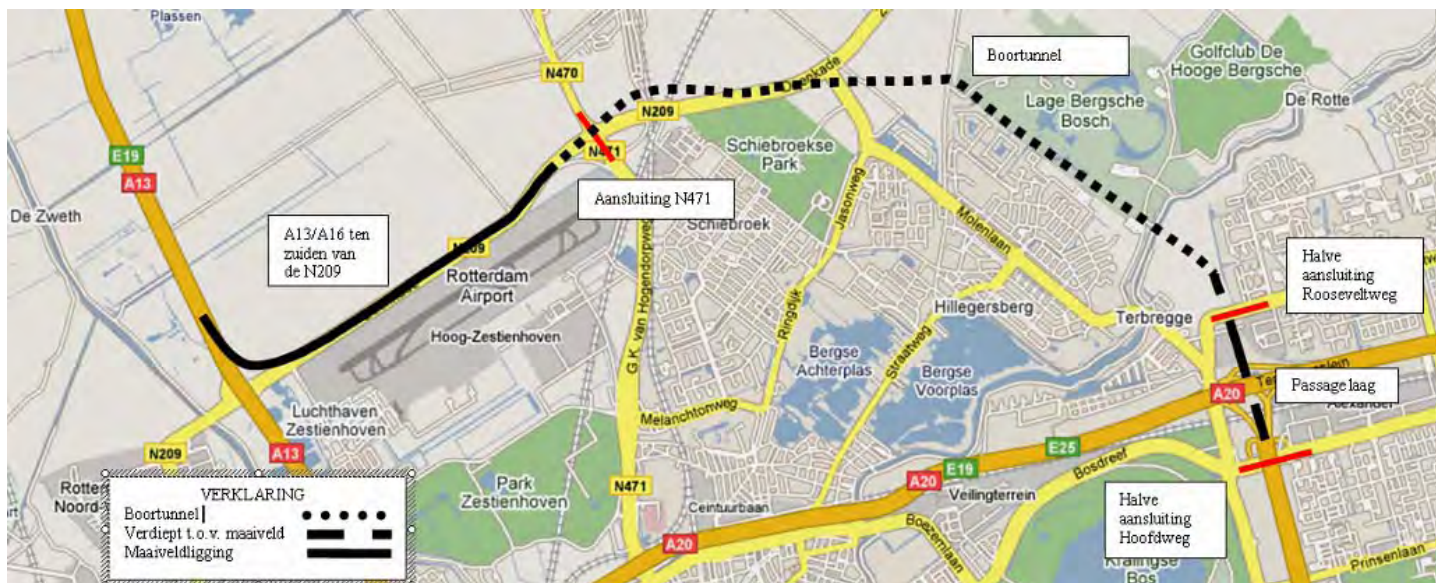 Plassen
Golfclub De
Hooge Bergsche
Boortunnel
N470
De Rotte
Lage Bergsche
Bosch
N209
Schiebroekse
Park
E19
N471
A13
Aansluiting N471
Jasonweg
De Zweth
Schiebroek
Molenlaan
A13/A16 ten
zuiden van
de N209
Halve
aansluiting
Rooseveltweg
Rotterdam
Airport
G.K. van Hogendorpweg
Hillegersberg
Terbregge
Hoog-Zestienhoven
Ringdijk
Straatweg
Bergse
Achterplas
Bergse
Voorplas
Passage laag
A20
Luchthaven
Zestienhoven
Melanchtonweg
N209
A13
E25
E19
Bosdreef
Park
Zestienhoven
N471
A20
Veilingterrein
Ceintuurbaan
Boezemlaan
Halve
aansluiting
Hoofdweg
A20
Kralingse
Bos
Prinsenlaan
VERKLARING
Boortunnel
Verdiept t.o.v. maaiveld
Maaiveldligging